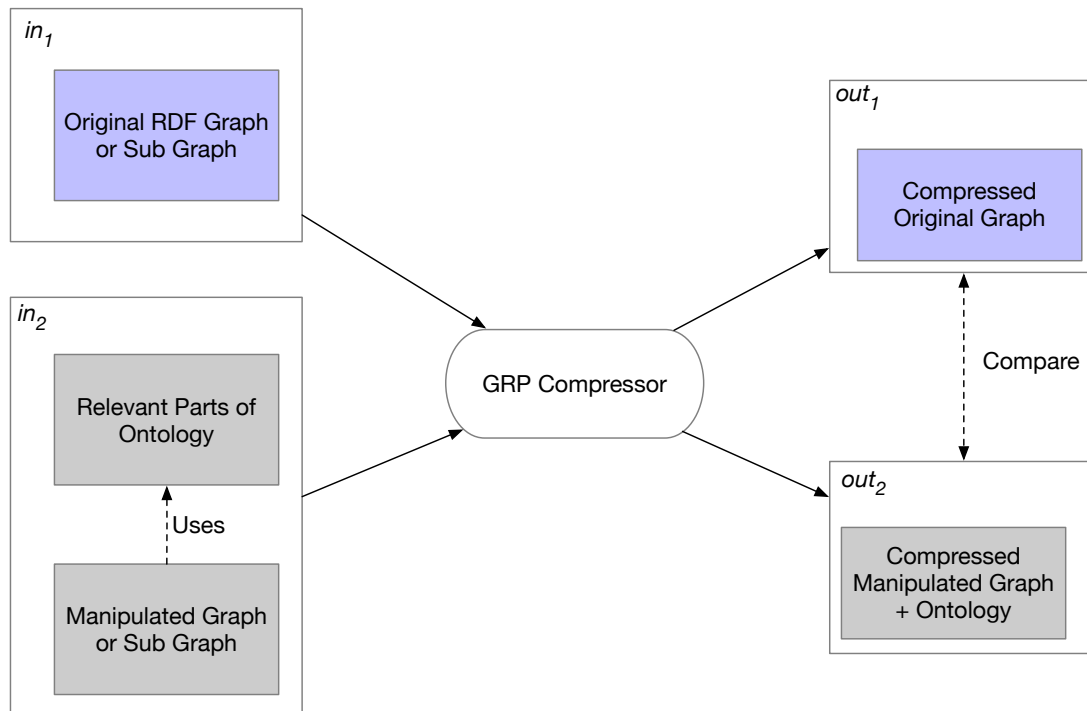 in1
Original RDF Graph
or Sub Graph
in2
Relevant Parts of
Ontology
Uses
Manipulated Graph
or Sub Graph
GRP Compressor
out1
Compressed
Original Graph
Compare
out2
Compressed
Manipulated Graph
+ Ontology